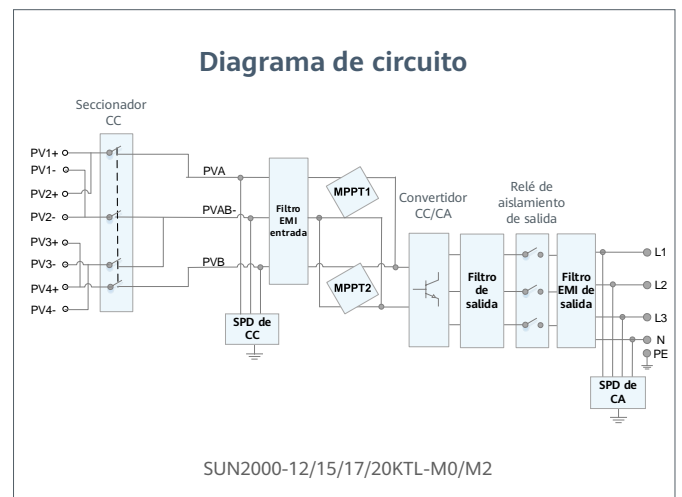 Diagrama de circuito
Seccionador
CC
PV1+
PV1-
PV2+
PV2-
PV3+
PV3-
PV4+
PV4-
PVA
PVAB-
PVB
Filtro
EMI
entrada
SPD de
CC
MPPT1
MPPT2
Convertidor
CC/CA
Filtro
de
salida
Relé de
aislamiento
de salida
Filtro
EMI de
salida
L1
L2
L3
N
PE
SPD de
CA
SUN2000-12/15/17/20KTL-M0/M2